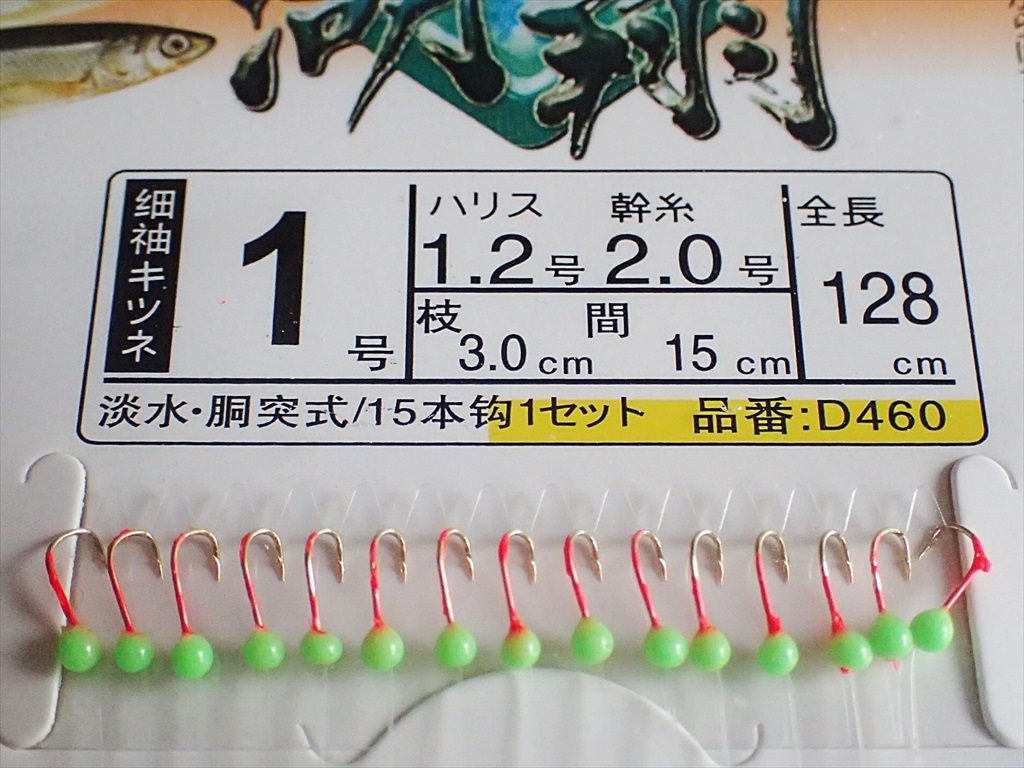 细袖キツネ
1号
ハリス 幹糸
1.2号 2.0号
枝 間
3.0cm 15cm
全長
128
cm
淡水・胴突式/15本钩1セット 品番:D460